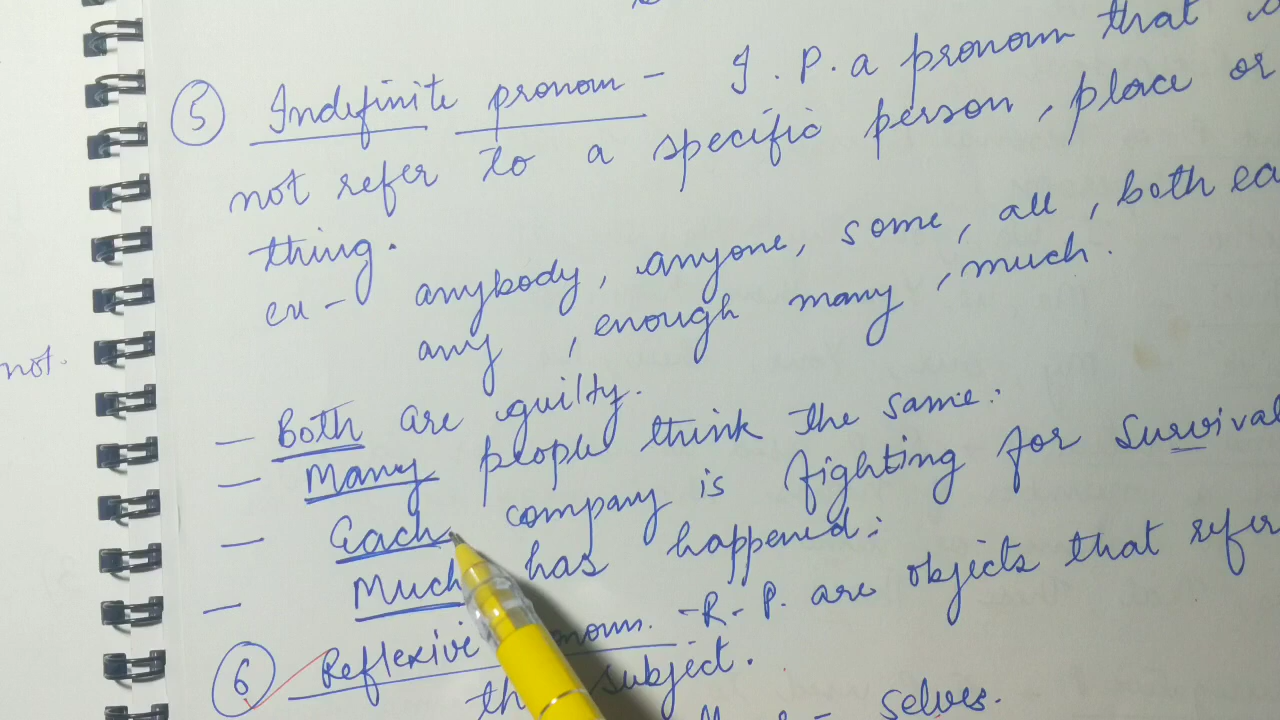 not.
5 Indefinite pronoun - I. P. a pronoun that
not refer to a specific person, place or
thing.
ex - anybody, anyone, some, all, both ea
any, enough many, much.
- Both are guilty.
- Many people think the same.
- Each company is fighting for Survival
- Much has happened.
6 Reflexive noun. - R. P. are objects that refer
subject.
selves.